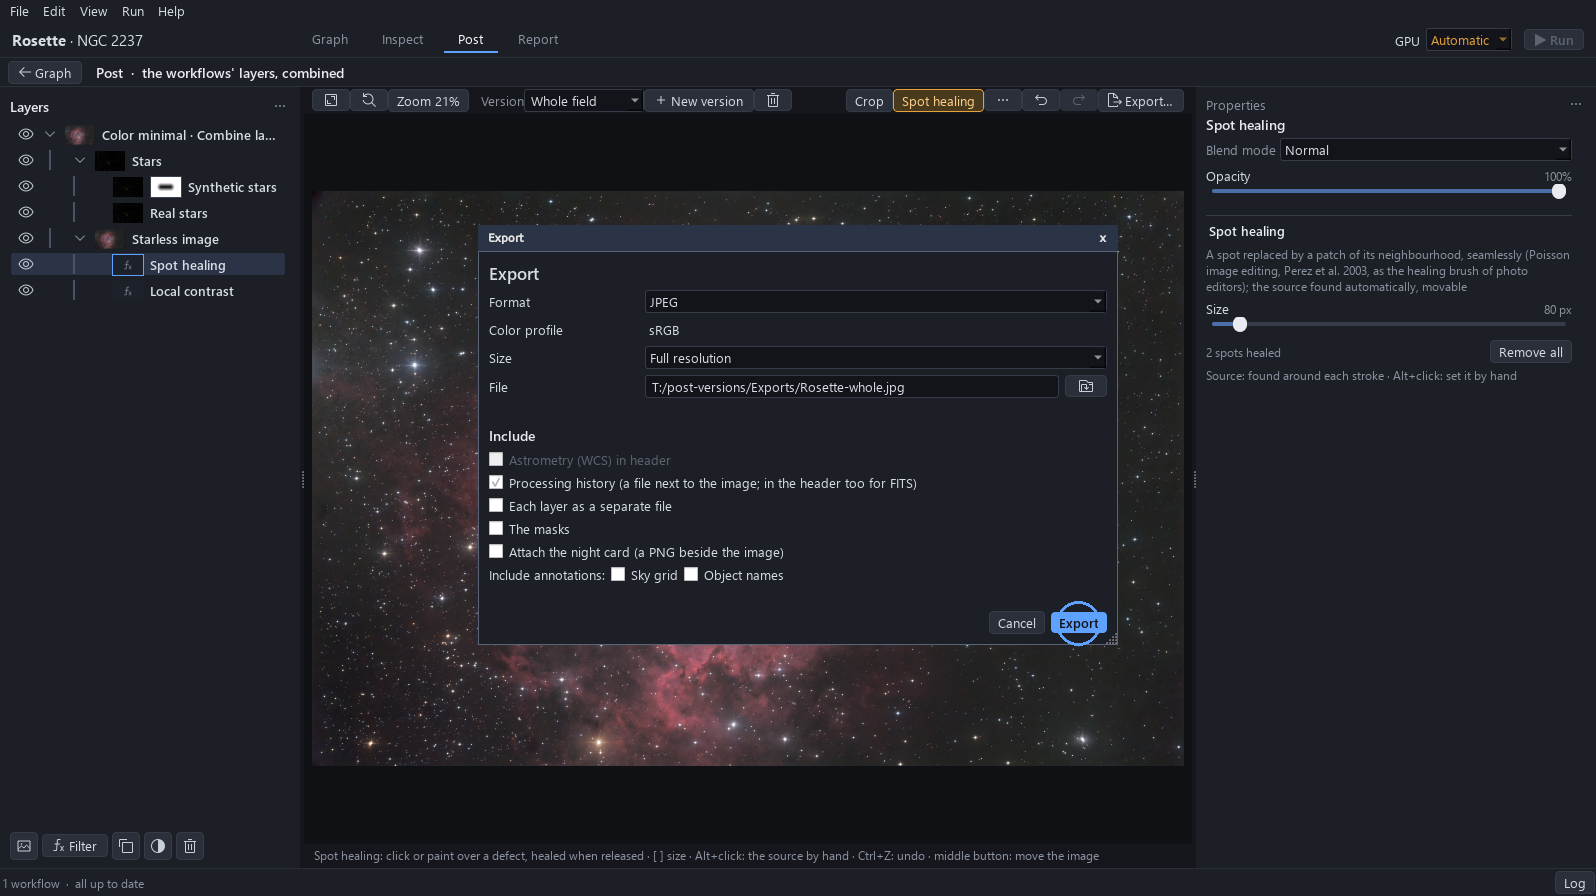 File Edit View Run Help
Rosette · NGC 2237
Graph Inspect Post Report
GPU Automatic Run
Graph Post · the workflows' layers, combined
Layers ...
Zoom 21% Version Whole field + New version
Crop Spot healing ... Export...
Color minimal · Combine la...
Stars
Synthetic stars
Real stars
Starless image
fx Spot healing
fx Local contrast
Export x
Export
Format JPEG
Color profile sRGB
Size Full resolution
File T:/post-versions/Exports/Rosette-whole.jpg
Include
Astrometry (WCS) in header
Processing history (a file next to the image; in the header too for FITS)
Each layer as a separate file
The masks
Attach the night card (a PNG beside the image)
Include annotations: Sky grid Object names
Cancel Export
Properties ...
Spot healing
Blend mode Normal
Opacity 100%
Spot healing
A spot replaced by a patch of its neighbourhood, seamlessly (Poisson
image editing, Perez et al. 2003, as the healing brush of photo
editors); the source found automatically, movable
Size 80 px
2 spots healed Remove all
Source: found around each stroke · Alt+click: set it by hand
fx Filter
Spot healing: click or paint over a defect, healed when released · [ ] size · Alt+click: the source by hand · Ctrl+Z: undo · middle button: move the image
1 workflow · all up to date
Log